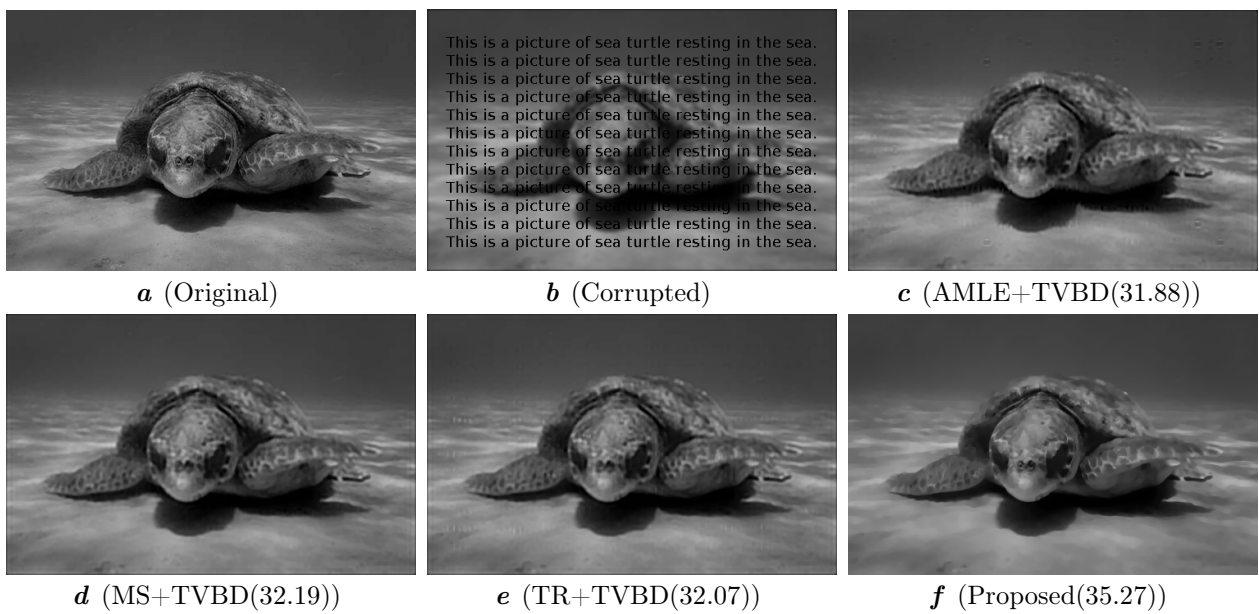 This is a picture of sea turtle resting in the sea.
This is a picture of sea turtle resting in the sea.
This is a picture of sea turtle resting in the sea.
This is a picture of sea turtle resting in the sea.
This is a picture of sea turtle resting in the sea.
This is a picture of sea turtle resting in the sea.
This is a picture of sea turtle resting in the sea.
This is a picture of sea turtle resting in the sea.
This is a picture of sea turtle resting in the sea.
This is a picture of sea turtle resting in the sea.
This is a picture of sea turtle resting in the sea.
This is a picture of sea turtle resting in the sea.
a (Original)
b (Corrupted)
c (AMLE+TVBD(31.88))
d (MS+TVBD(32.19))
e (TR+TVBD(32.07))
f (Proposed(35.27))